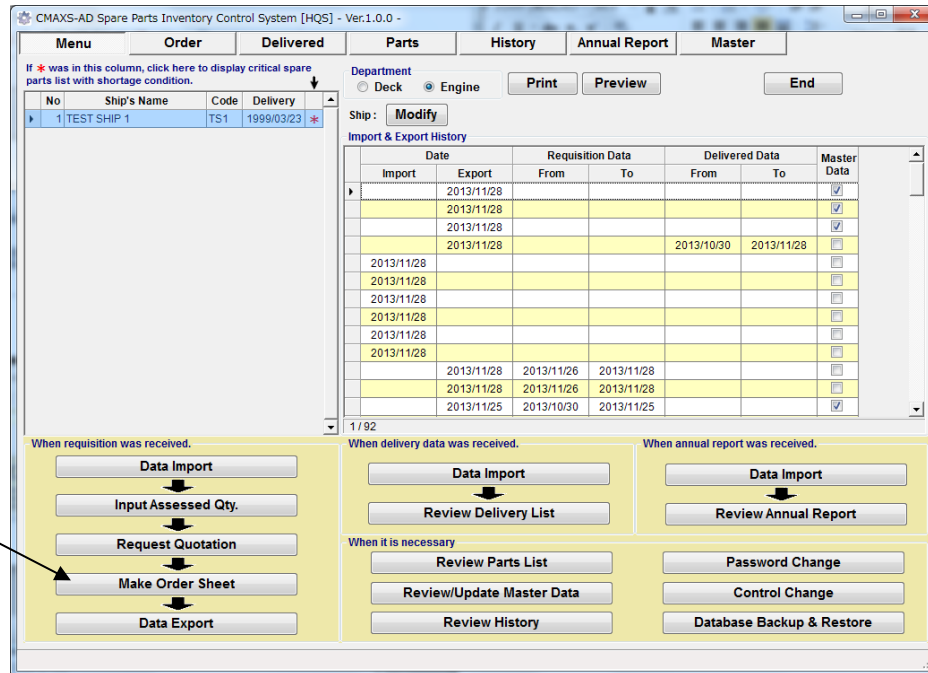 CMAXS-AD Spare Parts Inventory Control System [HQS] - Ver.1.0.0 -
Menu Order Delivered Parts History Annual Report Master
If * was in this column, click here to display critical spare
parts list with shortage condition.
No Ship's Name Code Delivery
1 TEST SHIP 1 TS1 1999/03/23 *
Department
Deck Engine Print Preview End
Ship : Modify
Import & Export History
Date Requisition Data Delivered Data Master Data
Import Export From To From To
2013/11/28
2013/11/28
2013/11/28
2013/11/28 2013/10/30 2013/11/28
2013/11/28
2013/11/28
2013/11/28
2013/11/28
2013/11/28
2013/11/28
2013/11/28 2013/11/26 2013/11/28
2013/11/28 2013/11/26 2013/11/28
2013/11/25 2013/10/30 2013/11/25
1 / 92
When requisition was received.
Data Import
Input Assessed Qty.
Request Quotation
Make Order Sheet
Data Export
When delivery data was received.
Data Import
Review Delivery List
When annual report was received.
Data Import
Review Annual Report
When it is necessary
Review Parts List Password Change
Review/Update Master Data Control Change
Review History Database Backup & Restore